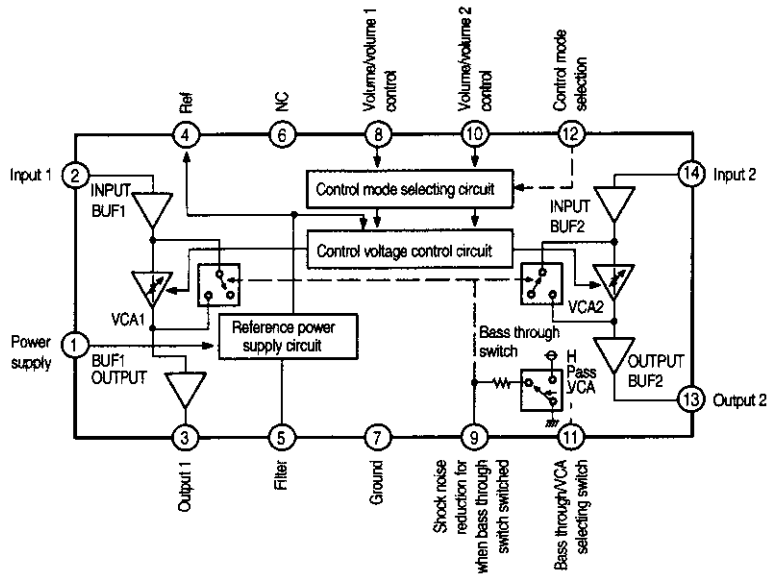 Ref
NC
Volume/volume 1
control
Volume/volume 2
control
Control mode
selection
4
6
8
10
12
Input 1
2
14
Input 2
INPUT
BUF1
Control mode selecting circuit
INPUT
BUF2
Control voltage control circuit
VCA1
VCA2
Power
supply
1
Reference power
supply circuit
Bass through
switch
BUF1
OUTPUT
H
Pass
VCA
OUTPUT
BUF2
13
Output 2
3
5
7
9
11
Output 1
Filter
Ground
Shock noise
reduction for
when bass through
switch switched
Bass through/VCA
selecting switch